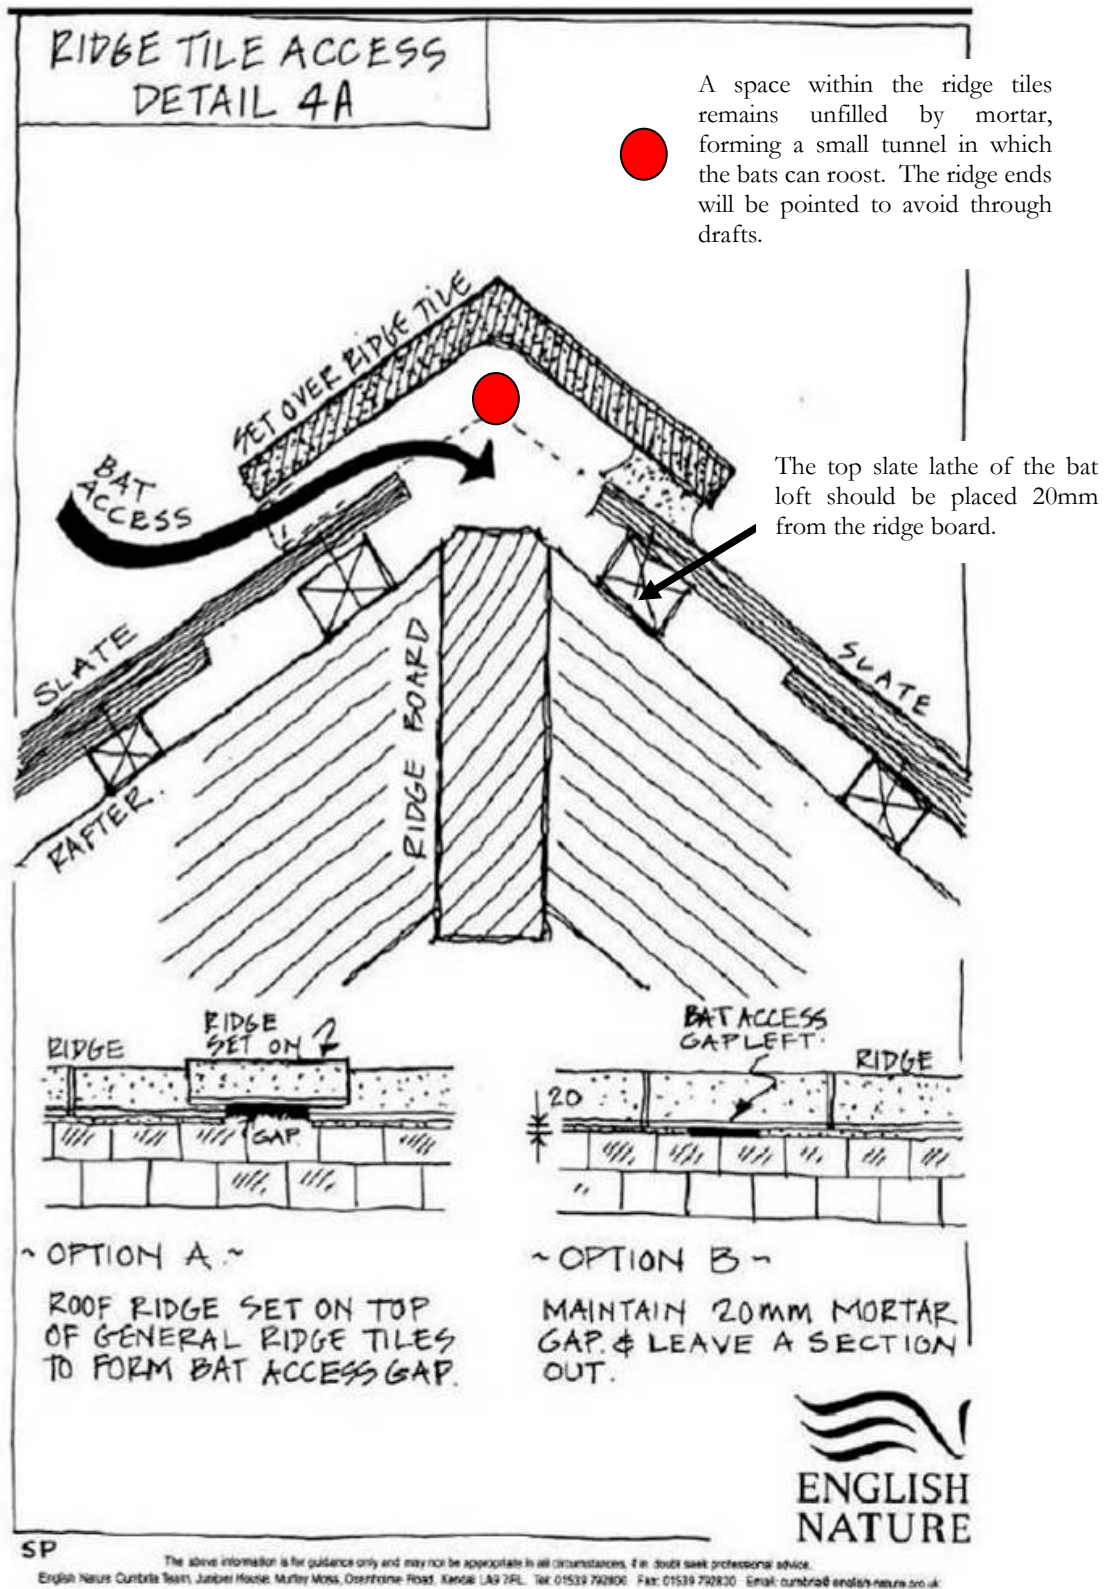 RIDGE TILE ACCESS
DETAIL 4A
A space within the ridge tiles
remains unfilled by mortar,
forming a small tunnel in which
the bats can roost. The ridge ends
will be pointed to avoid through
drafts.
SET OVER RIDGE TILE
BAT
ACCESS
The top slate lathe of the bat
loft should be placed 20mm
from the ridge board.
SLATE
RIDGE BOARD
SLATE
RAFTER.
RIDGE
RIDGE
SET ON
GAP
BAT ACCESS
GAP LEFT.
RIDGE
20
~ OPTION A ~
ROOF RIDGE SET ON TOP
OF GENERAL RIDGE TILES
TO FORM BAT ACCESS GAP.
~ OPTION B ~
MAINTAIN 20mm MORTAR
GAP. & LEAVE A SECTION
OUT.
ENGLISH
NATURE
SP
The above information is for guidance only and may not be appropriate in all circumstances, if in doubt seek professional advice.
English Nature Cumbria Team, Juniper House, Murley Moss, Oxenholme Road, Kendal LA9 7RL. Tel: 01539 792800 Fax: 01539 792830 Email: cumbria@english-nature.org.uk